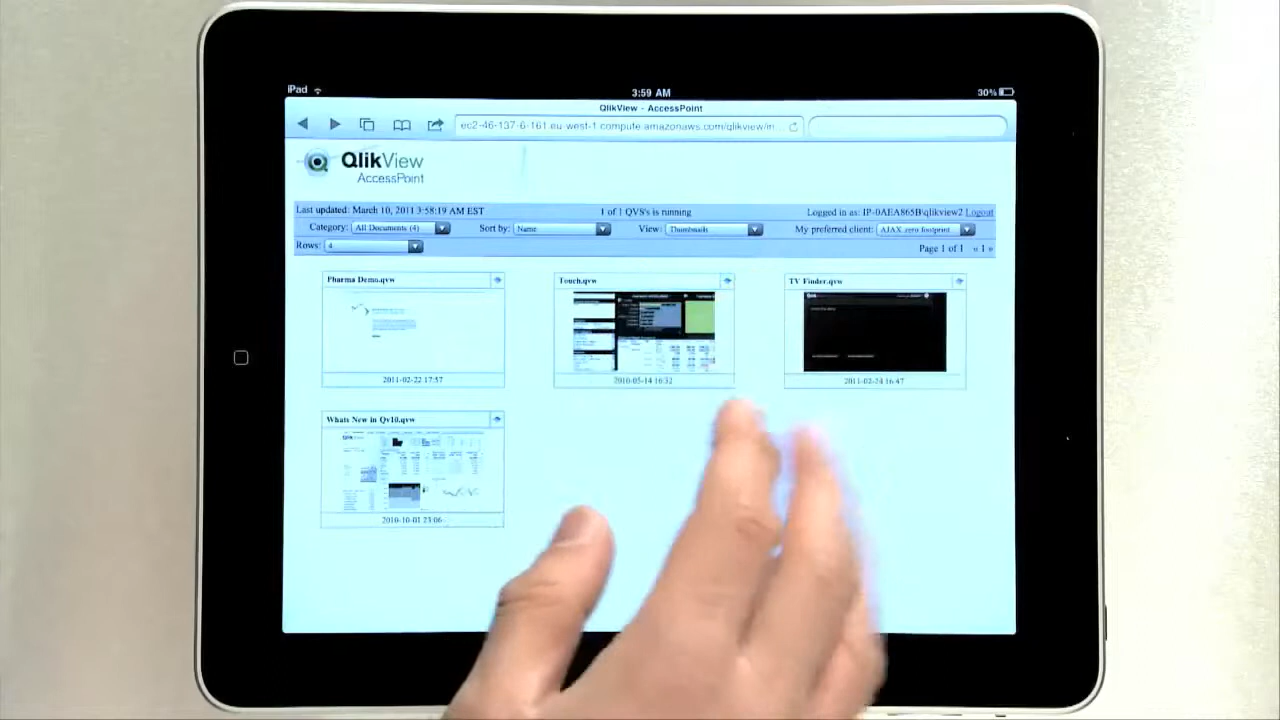 iPad 3:59 AM 30%
QlikView - AccessPoint
ec2-46-137-6-161.eu-west-1.compute.amazonaws.com/qlikview/in...
QlikView
AccessPoint
Last updated: March 10, 2011 3:58:19 AM EST 1 of 1 QVS's is running Logged in as: IP-0AEA865B\qlikview2 Logout
Category: All Documents (4) Sort by: Name View: Thumbnails My preferred client: AJAX zero footprint
Rows: 4 Page 1 of 1 « 1 »
Pharma Demo.qvw Touch.qvw TV Finder.qvw
2011-02-22 17:57 2010-05-14 16:32 2011-02-24 16:47
Whats New in Qv10.qvw
QlikView
2010-10-01 23:06